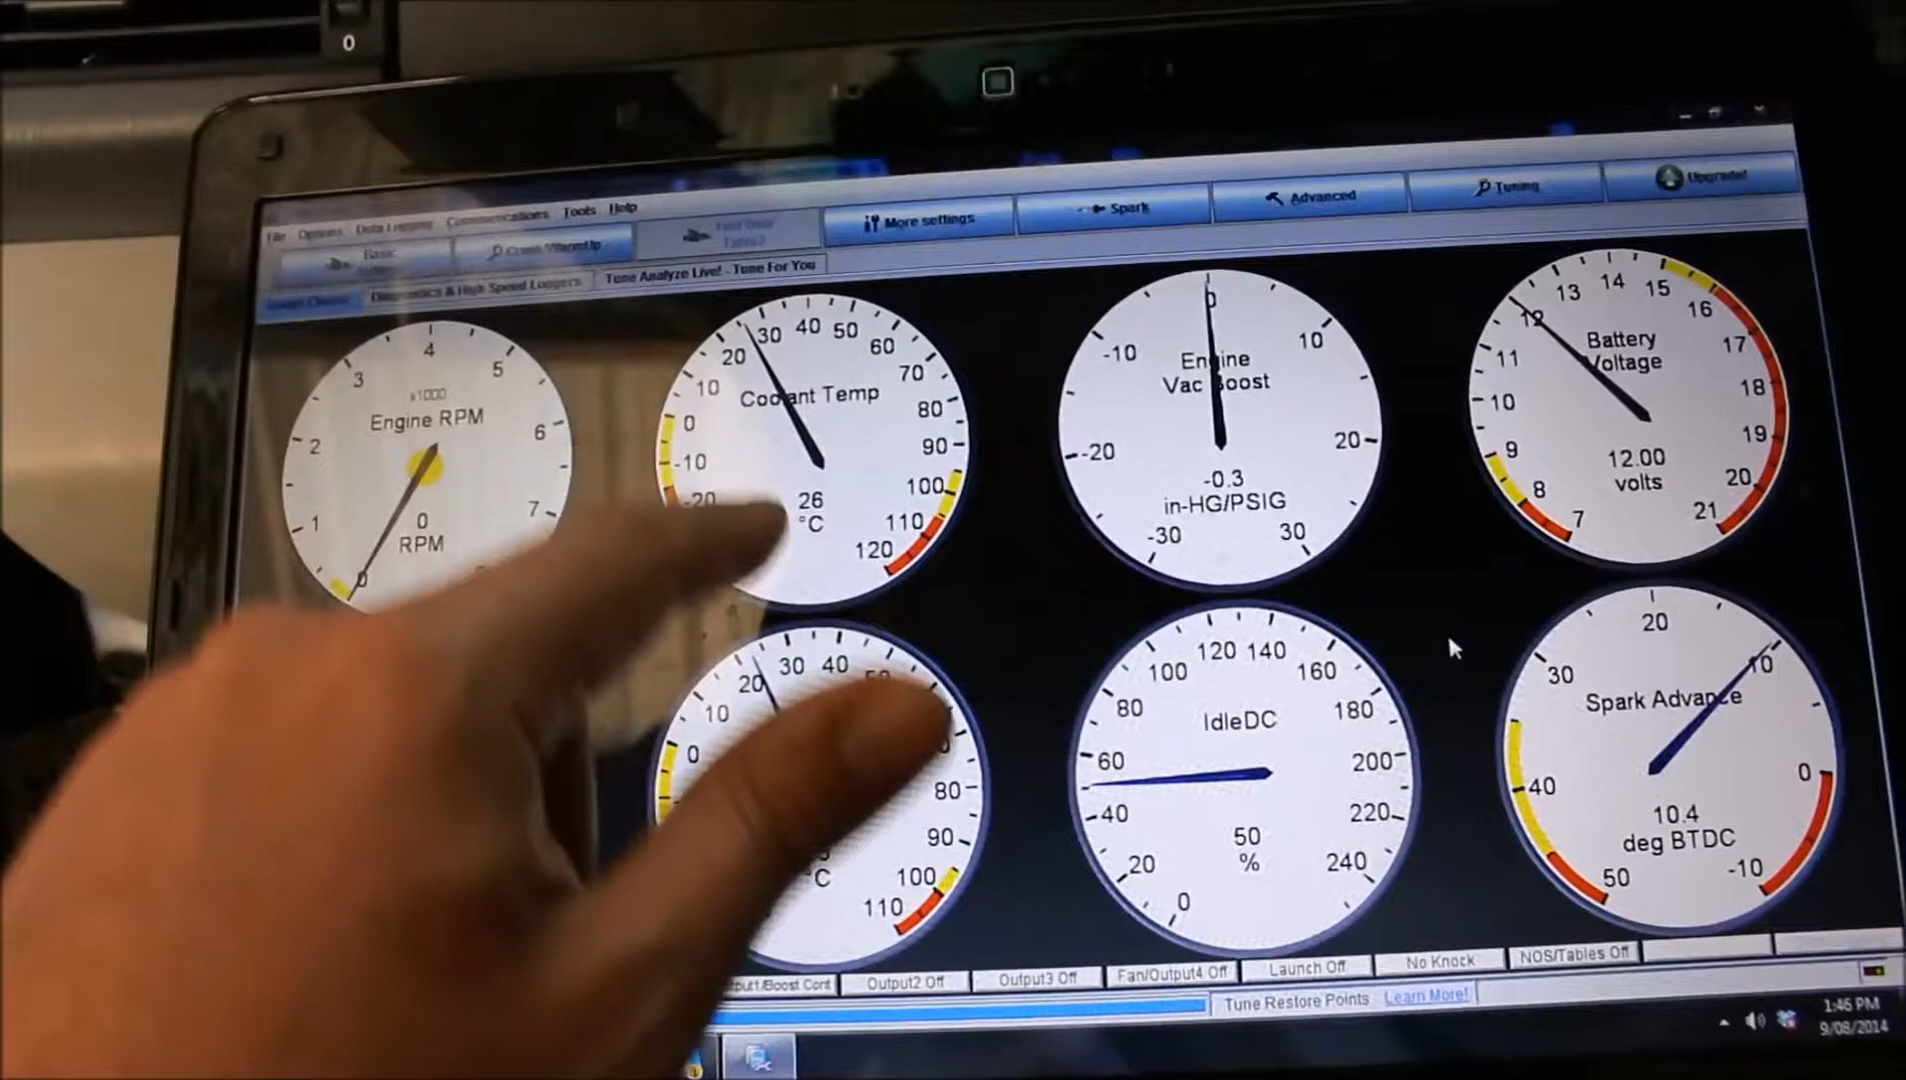 0
File Options Data Logging Communications Tools Help
Basic
Cranc/WarmUp
More settings
Spark
Advanced
Tuning
Upgrade!
Diagnostics & High Speed Loggers
Tune Analyze Live! - Tune For You
0 1 2 3 4 5 6 7
x1000
Engine RPM
0
RPM
-20 -10 0 10 20 30 40 50 60 70 80 90 100 110 120
Coolant Temp
26
°C
-30 -20 -10 0 10 20 30
Engine
Vac Boost
-0.3
in-HG/PSIG
7 8 9 10 11 12 13 14 15 16 17 18 19 20 21
Battery
Voltage
12.00
volts
0 10 20 30 40 80 90 100 110
°C
0 20 40 60 80 100 120 140 160 180 200 220 240
IdleDC
50
%
50 40 30 20 10 0 -10
Spark Advance
10.4
deg BTDC
Output2 Off
Output3 Off
Fan/Output4 Off
Launch Off
No Knock
NOS/Tables Off
Tune Restore Points Learn More!
1:46 PM
9/08/2014